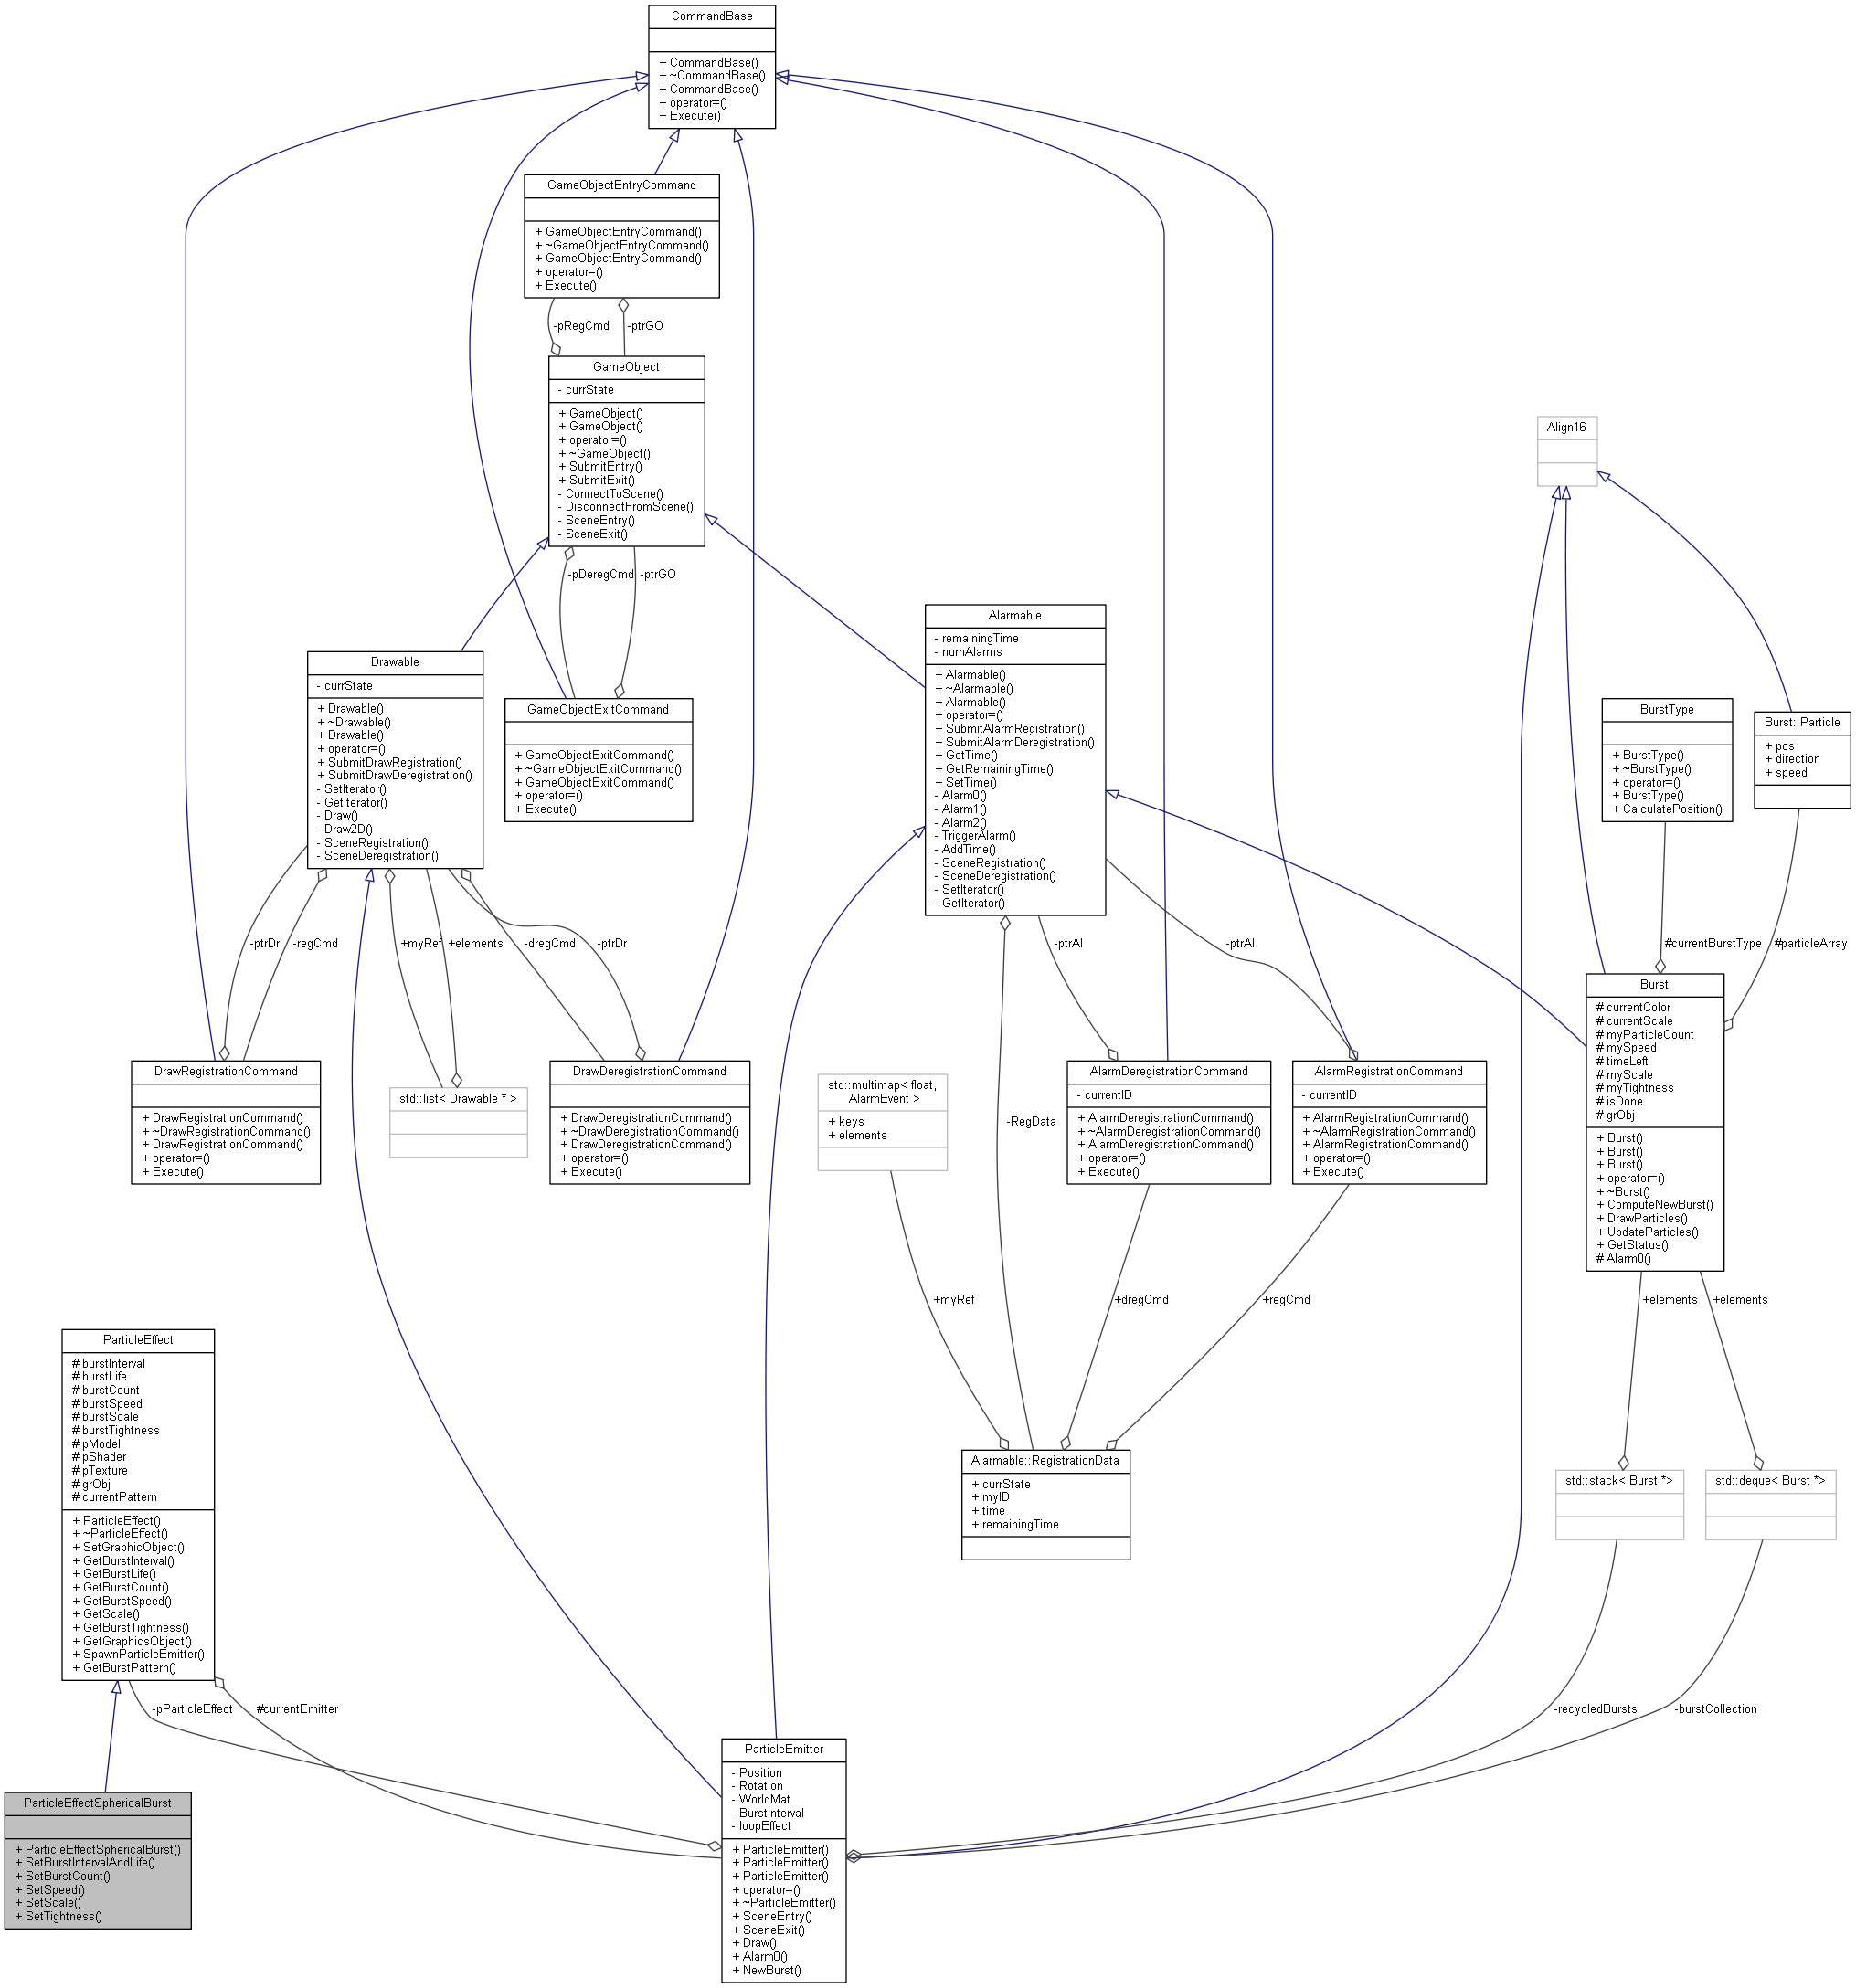 CommandBase
+ CommandBase()
+ ~CommandBase()
+ CommandBase()
+ operator=()
+ Execute()
GameObjectEntryCommand
+ GameObjectEntryCommand()
+ ~GameObjectEntryCommand()
+ GameObjectEntryCommand()
+ operator=()
+ Execute()
-pRegCmd
-ptrGO
GameObject
- currState
+ GameObject()
+ GameObject()
+ operator=()
+ ~GameObject()
+ SubmitEntry()
+ SubmitExit()
- ConnectToScene()
- DisconnectFromScene()
- SceneEntry()
- SceneExit()
-pDeregCmd
-ptrGO
Align16
Alarmable
- remainingTime
- numAlarms
+ Alarmable()
+ ~Alarmable()
+ Alarmable()
+ operator=()
+ SubmitAlarmRegistration()
+ SubmitAlarmDeregistration()
+ GetTime()
+ GetRemainingTime()
+ SetTime()
- Alarm0()
- Alarm1()
- Alarm2()
- TriggerAlarm()
- AddTime()
- SceneRegistration()
- SceneDeregistration()
- SetIterator()
- GetIterator()
Drawable
- currState
+ Drawable()
+ ~Drawable()
+ Drawable()
+ operator=()
+ SubmitDrawRegistration()
+ SubmitDrawDeregistration()
- SetIterator()
- GetIterator()
- Draw()
- Draw2D()
- SceneRegistration()
- SceneDeregistration()
GameObjectExitCommand
+ GameObjectExitCommand()
+ ~GameObjectExitCommand()
+ GameObjectExitCommand()
+ operator=()
+ Execute()
BurstType
+ BurstType()
+ ~BurstType()
+ operator=()
+ BurstType()
+ CalculatePosition()
Burst::Particle
+ pos
+ direction
+ speed
-ptrDr
-regCmd
+myRef
+elements
-dregCmd
-ptrDr
-ptrAl
-ptrAl
#currentBurstType
#particleArray
Burst
# currentColor
# currentScale
# myParticleCount
# mySpeed
# timeLeft
# myScale
# myTightness
# isDone
# grObj
+ Burst()
+ Burst()
+ Burst()
+ operator=()
+ ~Burst()
+ ComputeNewBurst()
+ DrawParticles()
+ UpdateParticles()
+ GetStatus()
# Alarm0()
DrawRegistrationCommand
+ DrawRegistrationCommand()
+ ~DrawRegistrationCommand()
+ DrawRegistrationCommand()
+ operator=()
+ Execute()
std::list< Drawable * >
DrawDeregistrationCommand
+ DrawDeregistrationCommand()
+ ~DrawDeregistrationCommand()
+ DrawDeregistrationCommand()
+ operator=()
+ Execute()
std::multimap< float,
AlarmEvent >
+ keys
+ elements
-RegData
AlarmDeregistrationCommand
- currentID
+ AlarmDeregistrationCommand()
+ ~AlarmDeregistrationCommand()
+ AlarmDeregistrationCommand()
+ operator=()
+ Execute()
AlarmRegistrationCommand
- currentID
+ AlarmRegistrationCommand()
+ ~AlarmRegistrationCommand()
+ AlarmRegistrationCommand()
+ operator=()
+ Execute()
+myRef
+dregCmd
+regCmd
+elements
+elements
ParticleEffect
# burstInterval
# burstLife
# burstCount
# burstSpeed
# burstScale
# burstTightness
# pModel
# pShader
# pTexture
# grObj
# currentPattern
+ ParticleEffect()
+ ~ParticleEffect()
+ SetGraphicObject()
+ GetBurstInterval()
+ GetBurstLife()
+ GetBurstCount()
+ GetBurstSpeed()
+ GetScale()
+ GetBurstTightness()
+ GetGraphicsObject()
+ SpawnParticleEmitter()
+ GetBurstPattern()
Alarmable::RegistrationData
+ currState
+ myID
+ time
+ remainingTime
std::stack< Burst *>
std::deque< Burst *>
-pParticleEffect
#currentEmitter
-recycledBursts
-burstCollection
ParticleEmitter
- Position
- Rotation
- WorldMat
- BurstInterval
- loopEffect
+ ParticleEmitter()
+ ParticleEmitter()
+ ParticleEmitter()
+ operator=()
+ ~ParticleEmitter()
+ SceneEntry()
+ SceneExit()
+ Draw()
+ Alarm0()
+ NewBurst()
ParticleEffectSphericalBurst
+ ParticleEffectSphericalBurst()
+ SetBurstIntervalAndLife()
+ SetBurstCount()
+ SetSpeed()
+ SetScale()
+ SetTightness()